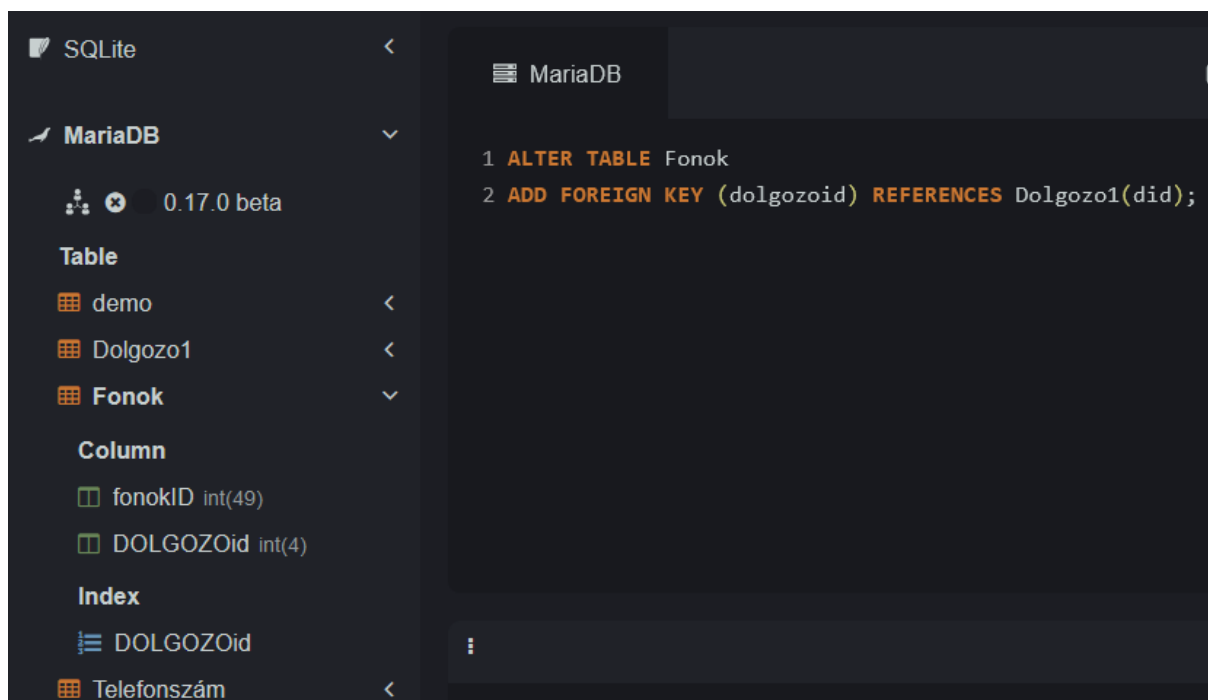 SQLite
MariaDB
0.17.0 beta
Table
demo
Dolgozo1
Fonok
Column
fonokID int(49)
DOLGOZOid int(4)
Index
DOLGOZOid
Telefonszám
MariaDB
1 ALTER TABLE Fonok
2 ADD FOREIGN KEY (dolgozoid) REFERENCES Dolgozo1(did);